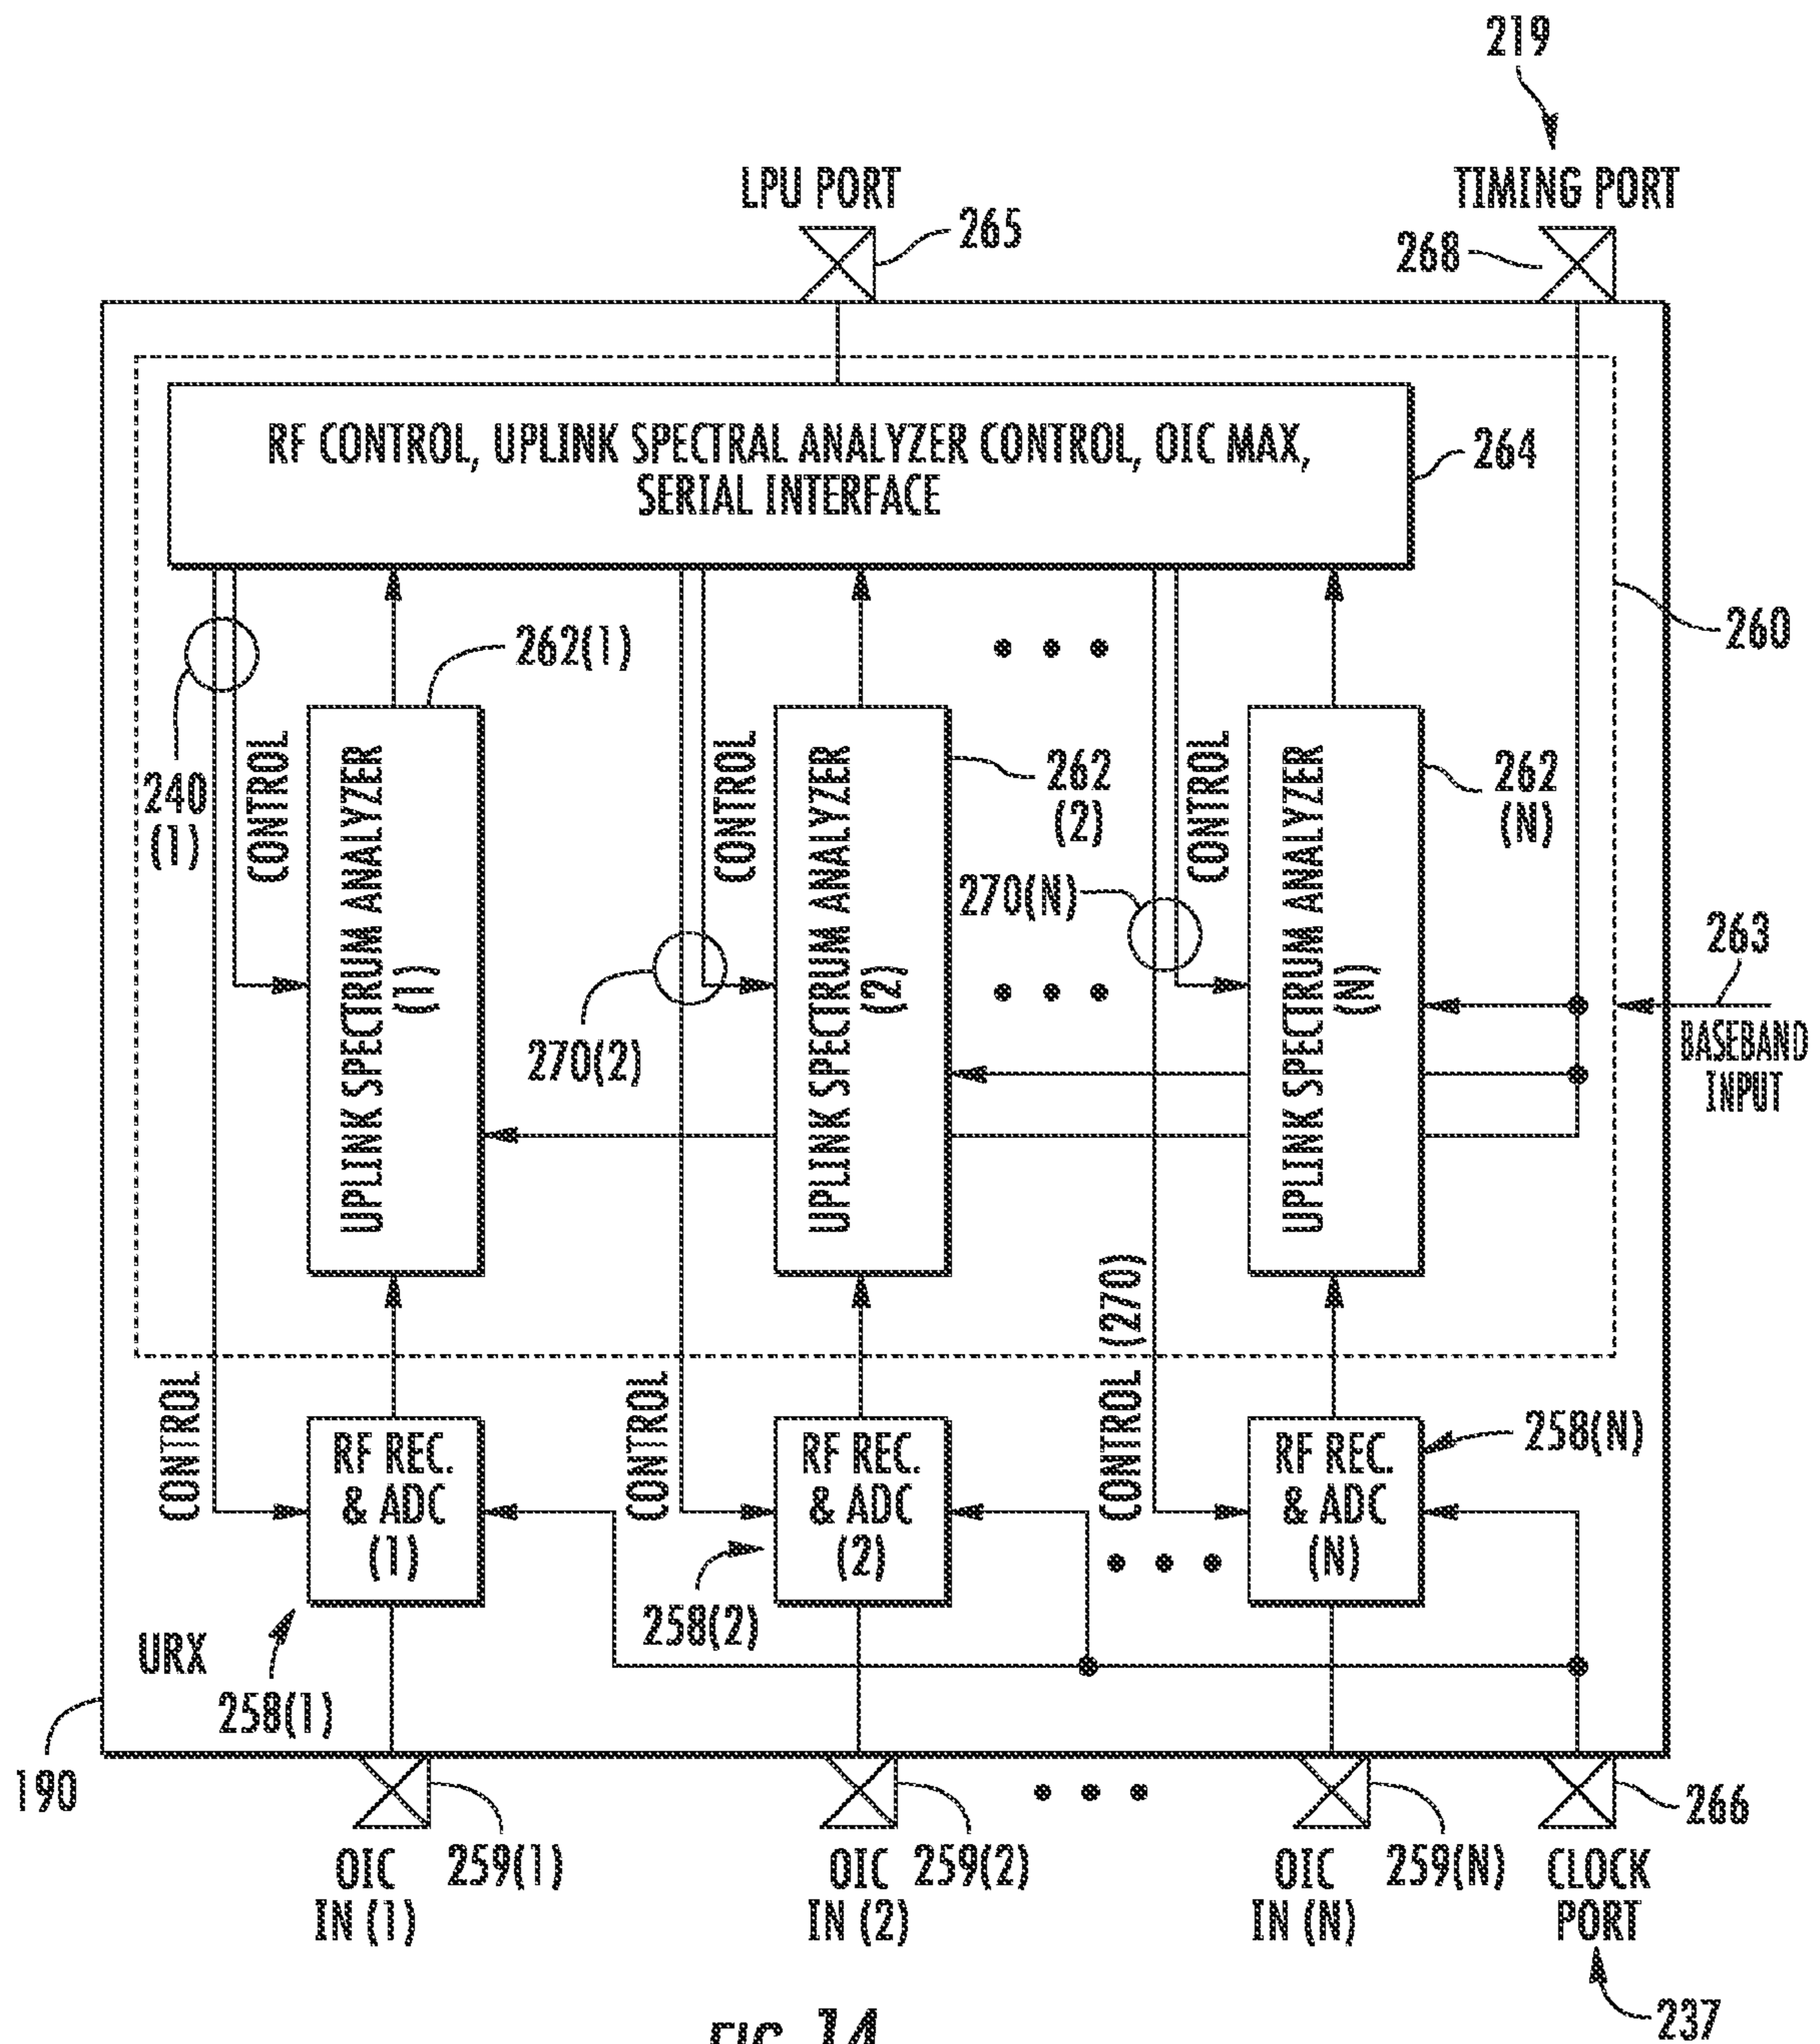 219
LPU PORT
TIMING PORT
265
268
RF CONTROL, UPLINK SPECTRAL ANALYZER CONTROL, OIC MAX,
SERIAL INTERFACE
264
260
262(1)
240
(1)
CONTROL
UPLINK SPECTRUM ANALYZER
(1)
CONTROL
UPLINK SPECTRUM ANALYZER
(2)
262
(2)
CONTROL
UPLINK SPECTRUM ANALYZER
(N)
262
(N)
270(N)
270(2)
263
BASEBAND
INPUT
CONTROL
RF REC.
& ADC
(1)
CONTROL
RF REC.
& ADC
(2)
CONTROL (270)
RF REC.
& ADC
(N)
258(N)
258(2)
URX
258(1)
190
266
OIC
IN (1)
259(1)
OIC
IN (2)
259(2)
OIC
IN (N)
259(N)
CLOCK
PORT
237
FIG. 14